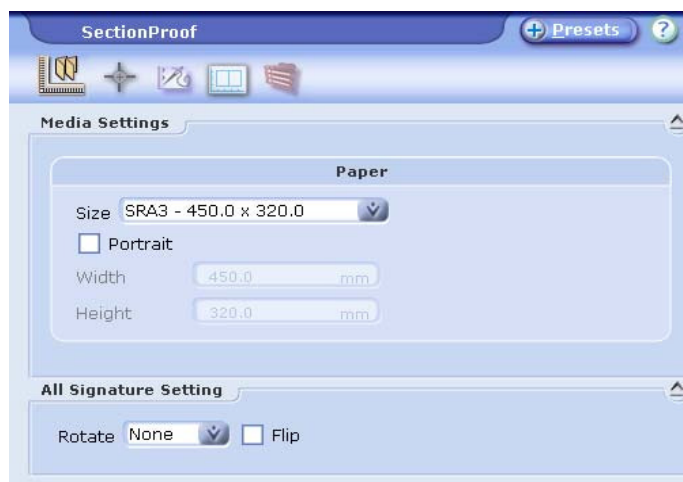 SectionProof Presets ?
Media Settings
Paper
Size SRA3 - 450.0 x 320.0
Portrait
Width 450.0 mm
Height 320.0 mm
All Signature Setting
Rotate None Flip